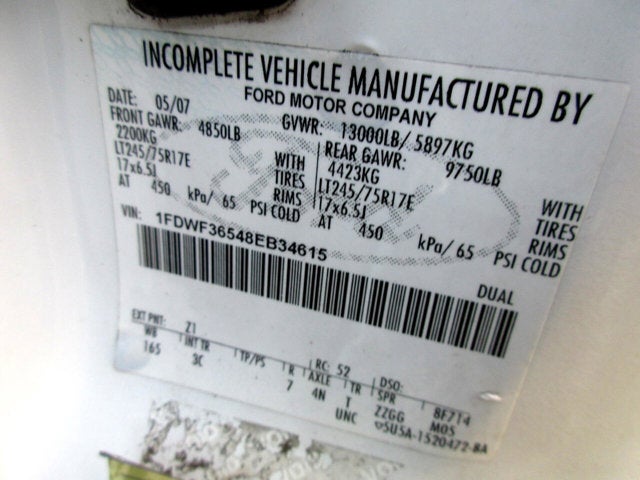 INCOMPLETE VEHICLE MANUFACTURED BY
FORD MOTOR COMPANY
DATE: 05/07 GVWR: 13000LB/ 5897KG
FRONT GAWR: 4850LB REAR GAWR: 9750LB
2200KG WITH 4423KG WITH
LT245/75R17E TIRES LT245/75R17E TIRES
17x6.5J RIMS 17x6.5J RIMS
AT 450 kPa/ 65 PSI COLD AT 450 kPa/ 65 PSI COLD
VIN: 1FDWF36548EB34615
DUAL
EXT PNT: Z1 RC: 52 DSO:
WB INT TR TP/PS R AXLE TR SPR 8F714
165 3C 7 4N T ZZGG MOS
UNC 5U5A-1520472-BA